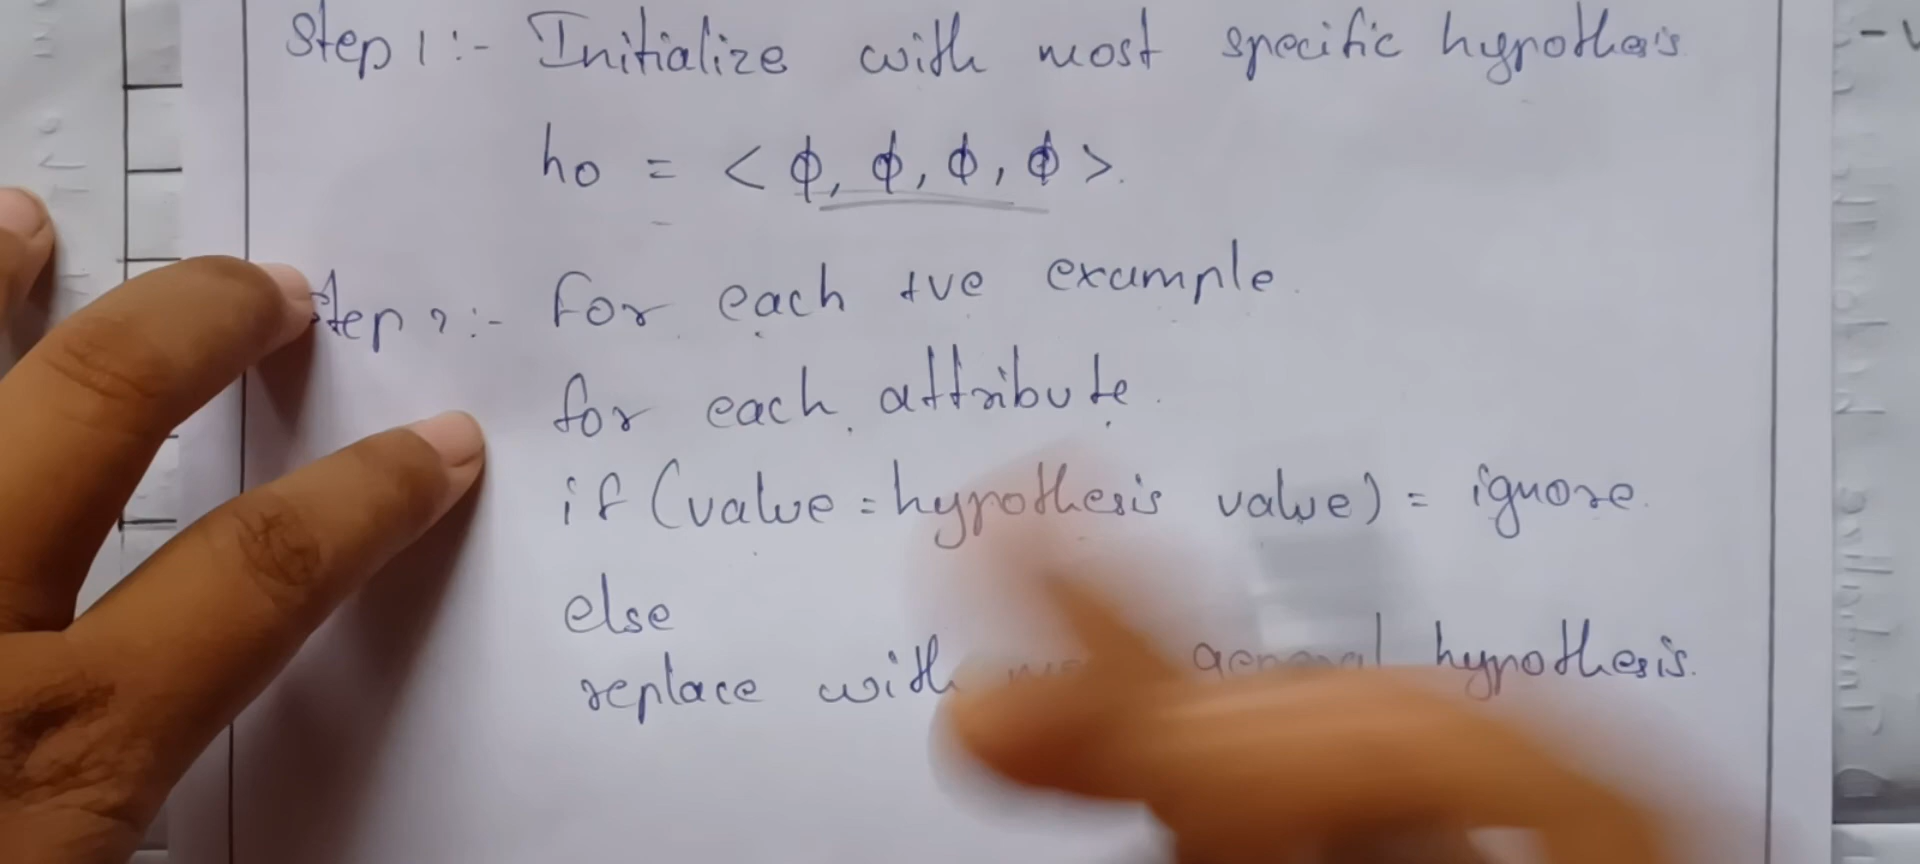 Step 1 :- Initialize with most specific hypothesis
h0 = < ϕ, ϕ, ϕ, ϕ >.
Step 2 :- For each +ve example.
for each attribute.
if (value = hypothesis value) = ignore.
else
replace with general hypothesis.